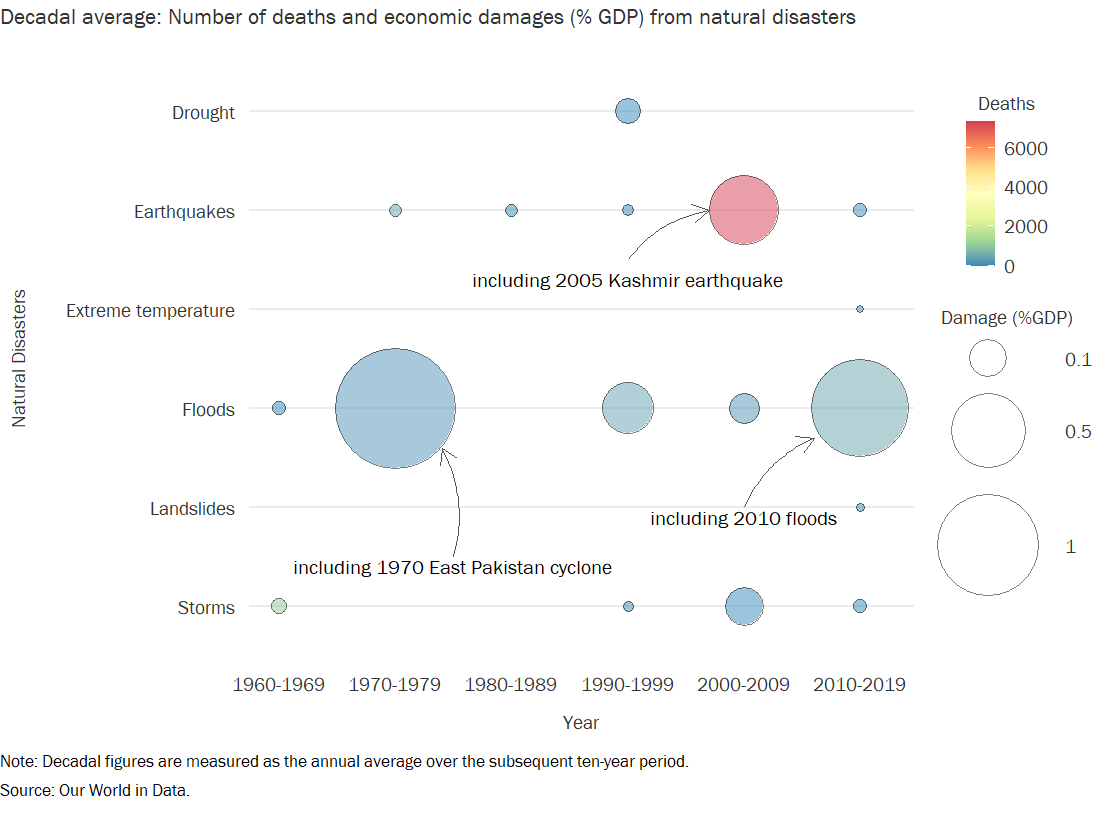 Decadal average: Number of deaths and economic damages (% GDP) from natural disasters
Deaths
Drought
6000
4000
Earthquakes
2000
0
including 2005 Kashmir earthquake
Extreme temperature
Damage (%GDP)
0.1
Natural Disasters
Floods
0.5
Landslides
including 2010 floods
1
including 1970 East Pakistan cyclone
Storms
1960-1969 1970-1979 1980-1989 1990-1999 2000-2009 2010-2019
Year
Note: Decadal figures are measured as the annual average over the subsequent ten-year period.
Source: Our World in Data.